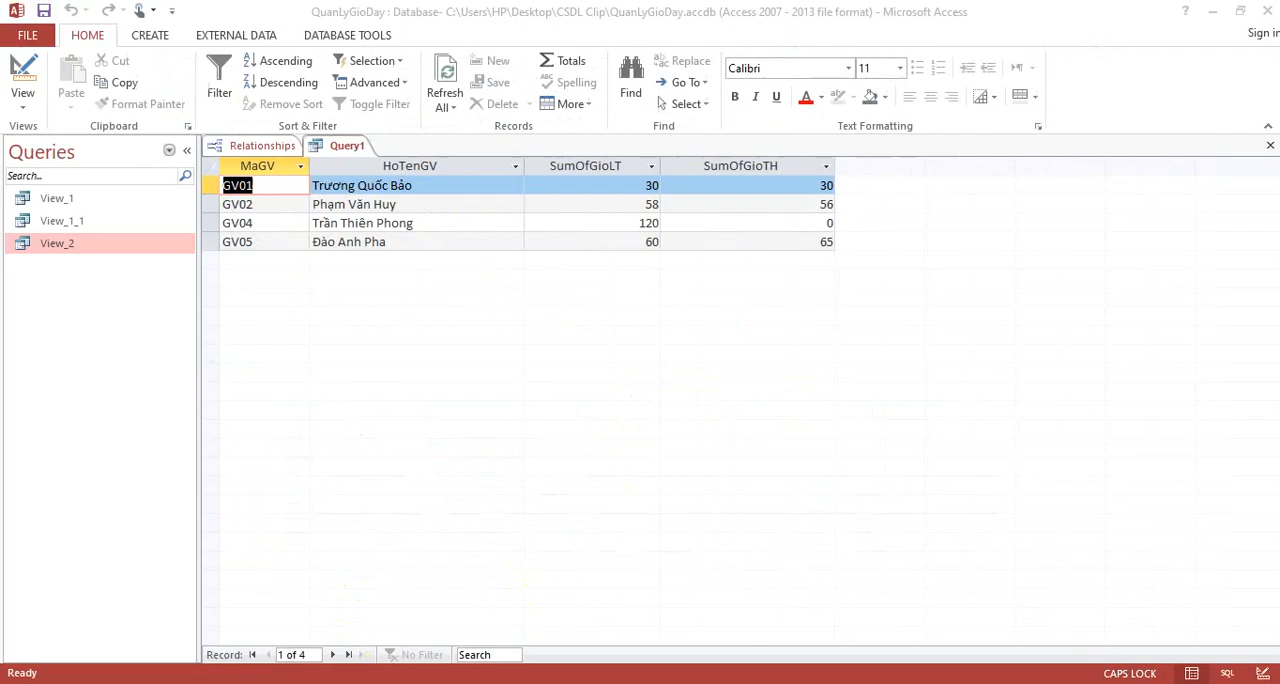 QuanLyGioDay : Database- C:\Users\HP\Desktop\CSDL Clip\QuanLyGioDay.accdb (Access 2007 - 2013 file format) - Microsoft Access
FILE HOME CREATE EXTERNAL DATA DATABASE TOOLS Sign in
View Paste Cut Copy Format Painter
Filter Ascending Descending Remove Sort Selection Advanced Toggle Filter
Refresh All New Save Delete Totals Spelling More
Find Replace Go To Select
Calibri 11
B I U A
Views Clipboard Sort & Filter Records Find Text Formatting
Queries
Search...
View_1
View_1_1
View_2
Relationships Query1
MaGV HoTenGV SumOfGioLT SumOfGioTH
GV01 Trương Quốc Bảo 30 30
GV02 Phạm Văn Huy 58 56
GV04 Trần Thiên Phong 120 0
GV05 Đào Anh Pha 60 65
Record: 1 of 4 No Filter Search
Ready CAPS LOCK SQL